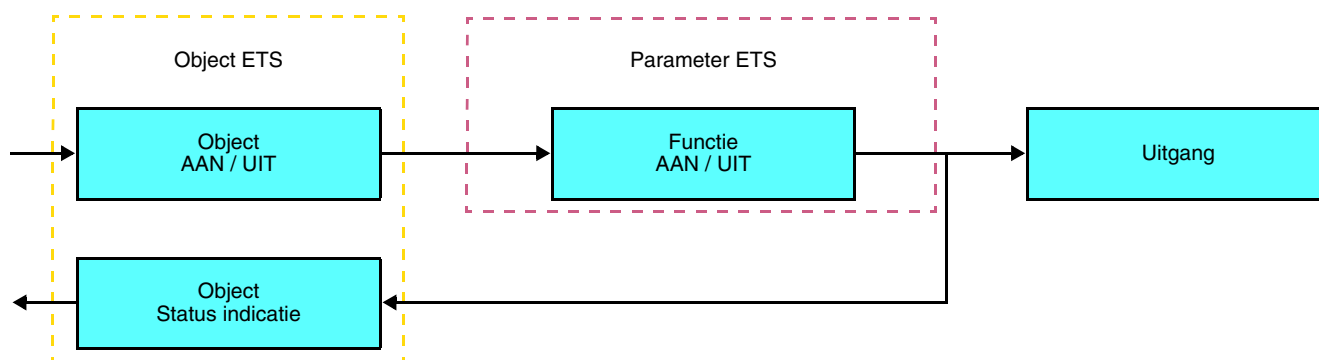 Object ETS
Parameter ETS
Object
AAN / UIT
Functie
AAN / UIT
Uitgang
Object
Status indicatie